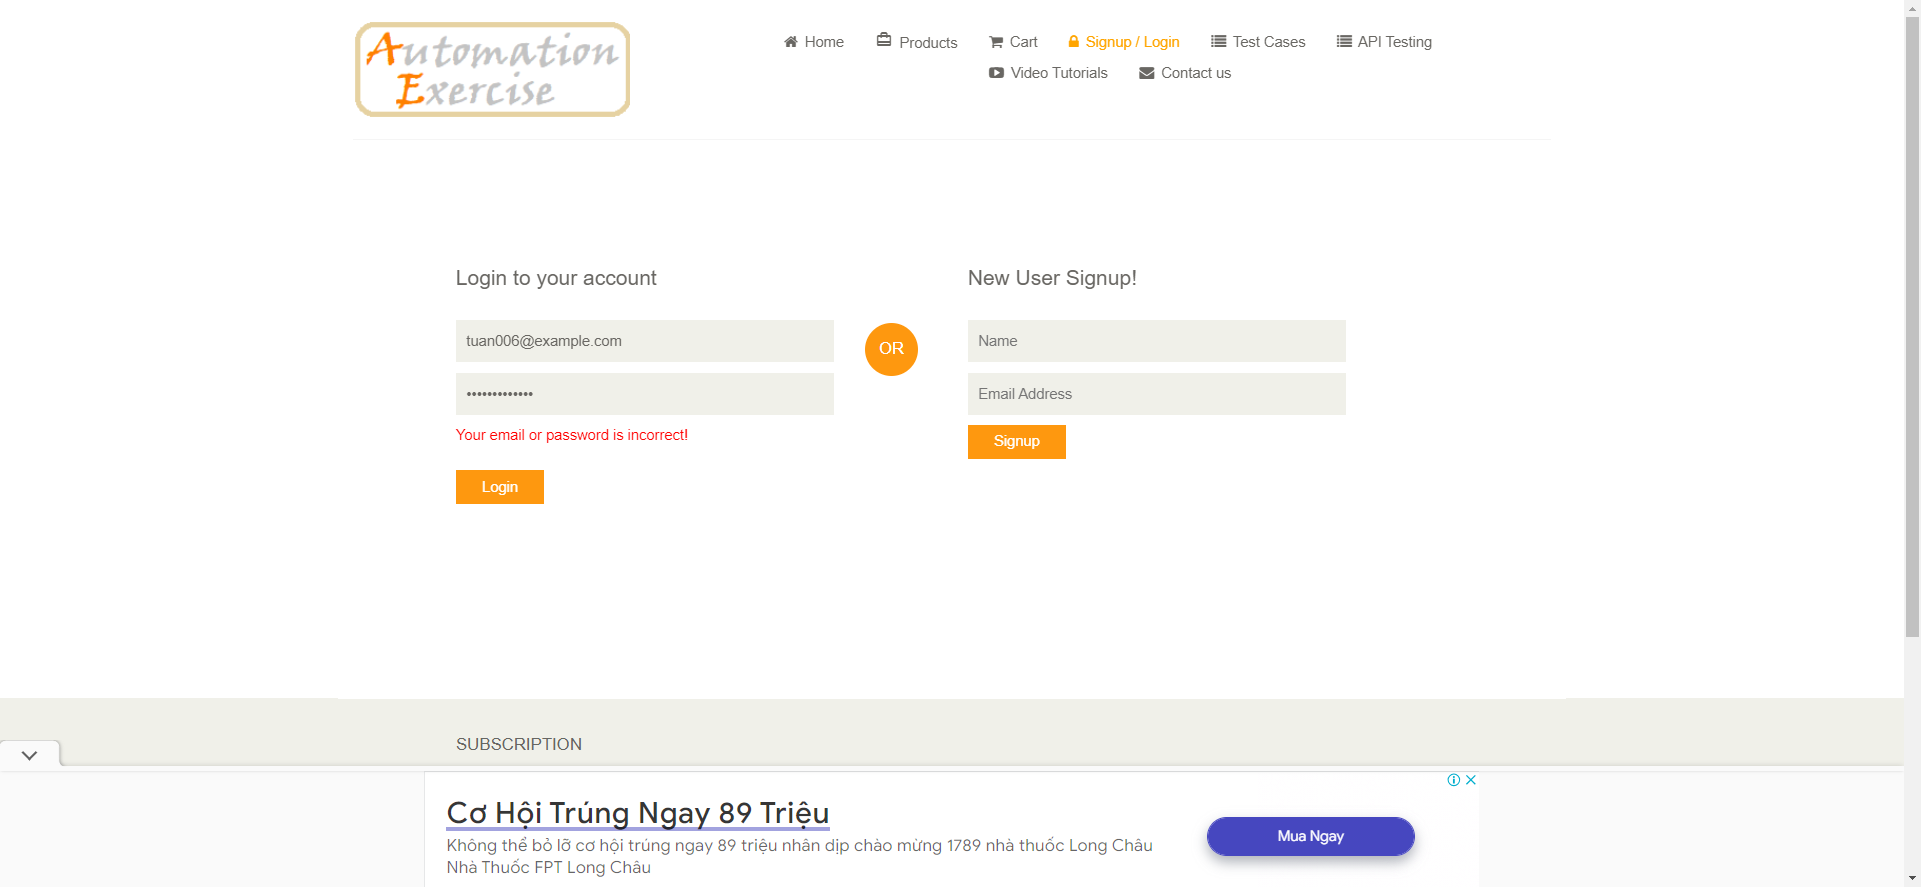 Automation
Exercise
Home
Products
Cart
Signup / Login
Test Cases
API Testing
Video Tutorials
Contact us
Login to your account
tuan006@example.com
•••••••••••••
Your email or password is incorrect!
Login
OR
New User Signup!
Name
Email Address
Signup
SUBSCRIPTION
Cơ Hội Trúng Ngay 89 Triệu
Không thể bỏ lỡ cơ hội trúng ngay 89 triệu nhân dịp chào mừng 1789 nhà thuốc Long Châu
Nhà Thuốc FPT Long Châu
Mua Ngay